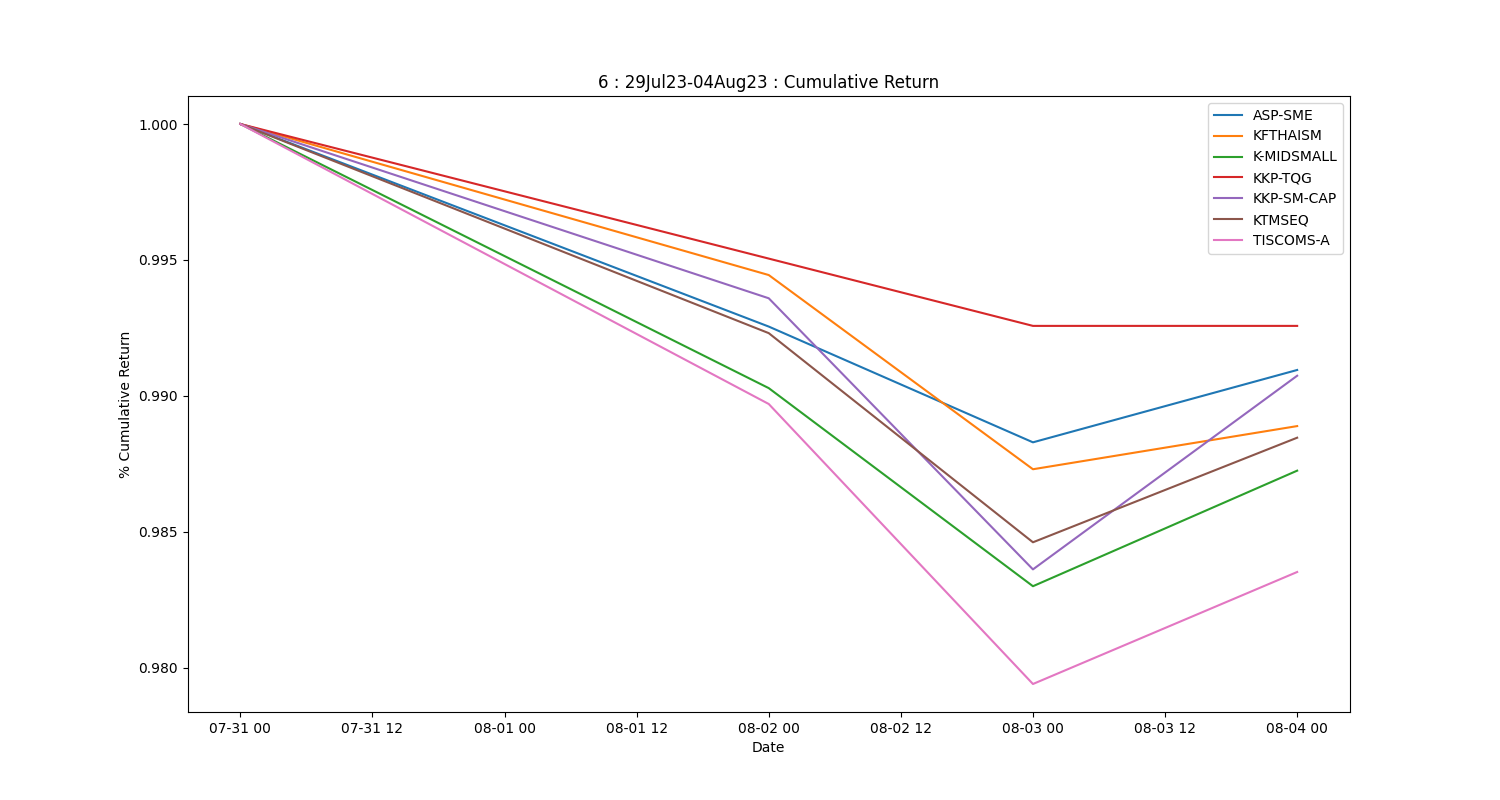 6 : 29Jul23-04Aug23 : Cumulative Return
ASP-SME
KFTHAISM
K-MIDSMALL
KKP-TQG
KKP-SM-CAP
KTMSEQ
TISCOMS-A
% Cumulative Return
1.000
0.995
0.990
0.985
0.980
07-31 00
07-31 12
08-01 00
08-01 12
08-02 00
08-02 12
08-03 00
08-03 12
08-04 00
Date